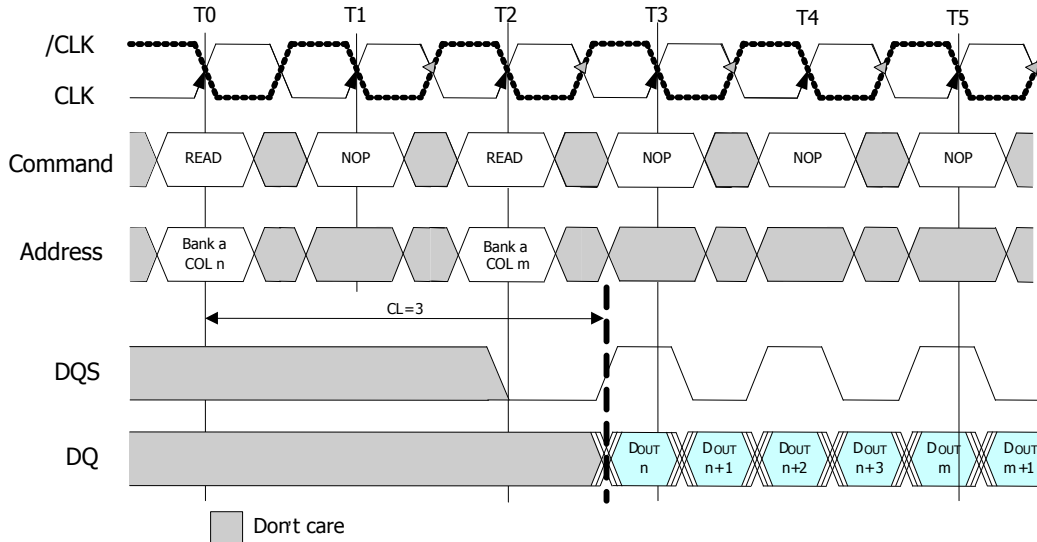 T0 T1 T2 T3 T4 T5
/CLK
CLK
Command READ NOP READ NOP NOP NOP
Address Bank a COL n Bank a COL m
CL=3
DQS
DQ DOUT n DOUT n+1 DOUT n+2 DOUT n+3 DOUT m DOUT m+1
Don't care